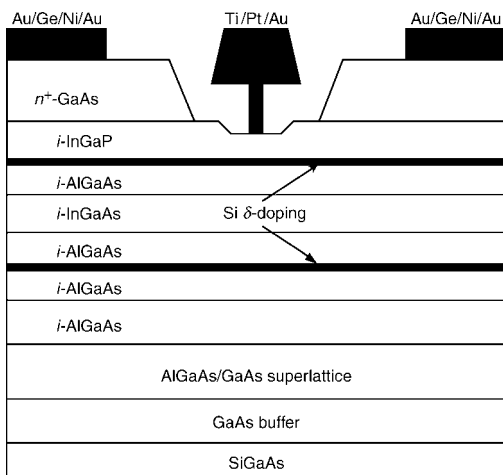 Au/Ge/Ni/Au
Ti/Pt/Au
Au/Ge/Ni/Au
n⁺-GaAs
i-InGaP
i-AlGaAs
i-InGaAs
Si δ-doping
i-AlGaAs
i-AlGaAs
i-AlGaAs
AlGaAs/GaAs superlattice
GaAs buffer
SiGaAs